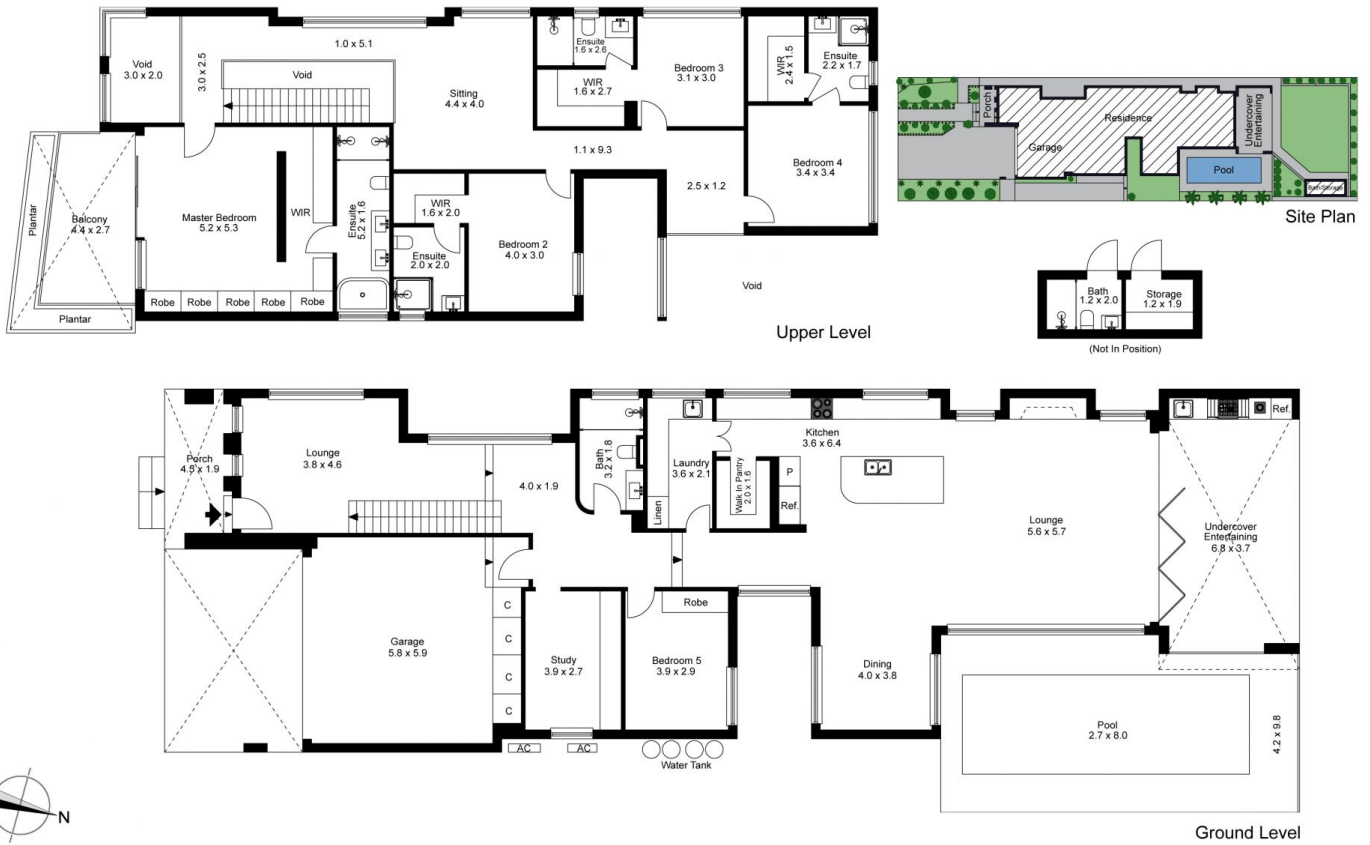 Void
3.0 x 2.0
3.0 x 2.5
1.0 x 5.1
Void
Sitting
4.4 x 4.0
Ensuite
1.6 x 2.6
WIR
1.6 x 2.7
Bedroom 3
3.1 x 3.0
WIR
2.4 x 1.5
Ensuite
2.2 x 1.7
1.1 x 9.3
2.5 x 1.2
Bedroom 4
3.4 x 3.4
Plantar
Balcony
4.4 x 2.7
Plantar
Master Bedroom
5.2 x 5.3
WIR
Robe
Robe
Robe
Robe
Robe
Ensuite
5.2 x 1.6
WIR
1.6 x 2.0
Ensuite
2.0 x 2.0
Bedroom 2
4.0 x 3.0
Void
Upper Level
Porch
Residence
Garage
Undercover
Entertaining
Pool
Bath/Storage
Site Plan
Bath
1.2 x 2.0
Storage
1.2 x 1.9
(Not In Position)
Porch
4.5 x 1.9
Lounge
3.8 x 4.6
4.0 x 1.9
Bath
3.2 x 1.8
Laundry
3.6 x 2.1
Linen
Walk In Pantry
2.0 x 1.6
Kitchen
3.6 x 6.4
P
Ref.
Lounge
5.6 x 5.7
Ref.
Undercover
Entertaining
6.8 x 3.7
Garage
5.8 x 5.9
C
C
C
C
Study
3.9 x 2.7
Robe
Bedroom 5
3.9 x 2.9
Dining
4.0 x 3.8
Pool
2.7 x 8.0
4.2 x 9.8
AC
AC
Water Tank
N
Ground Level